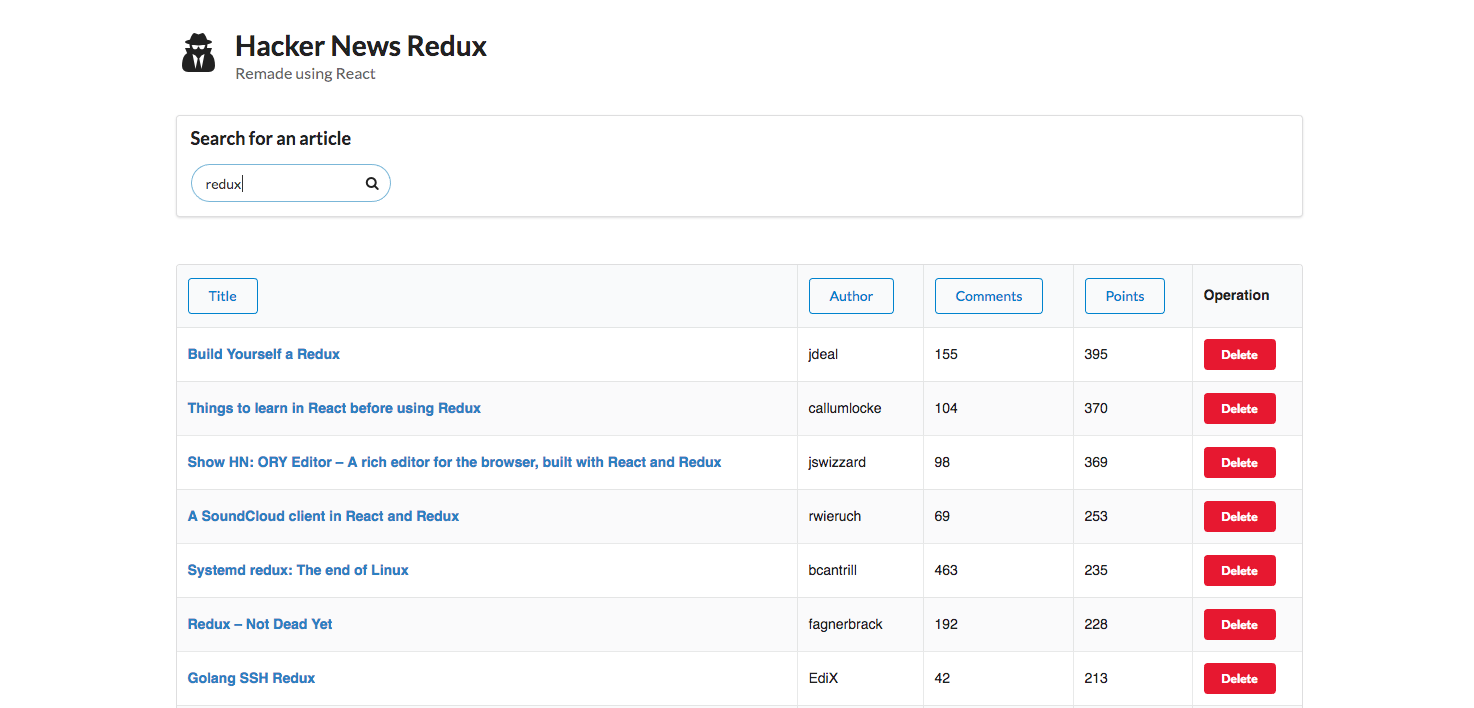 Hacker News Redux
Remade using React
Search for an article
redux
Title Author Comments Points Operation
Build Yourself a Redux jdeal 155 395 Delete
Things to learn in React before using Redux callumlocke 104 370 Delete
Show HN: ORY Editor – A rich editor for the browser, built with React and Redux jswizzard 98 369 Delete
A SoundCloud client in React and Redux rwieruch 69 253 Delete
Systemd redux: The end of Linux bcantrill 463 235 Delete
Redux – Not Dead Yet fagnerbrack 192 228 Delete
Golang SSH Redux EdiX 42 213 Delete